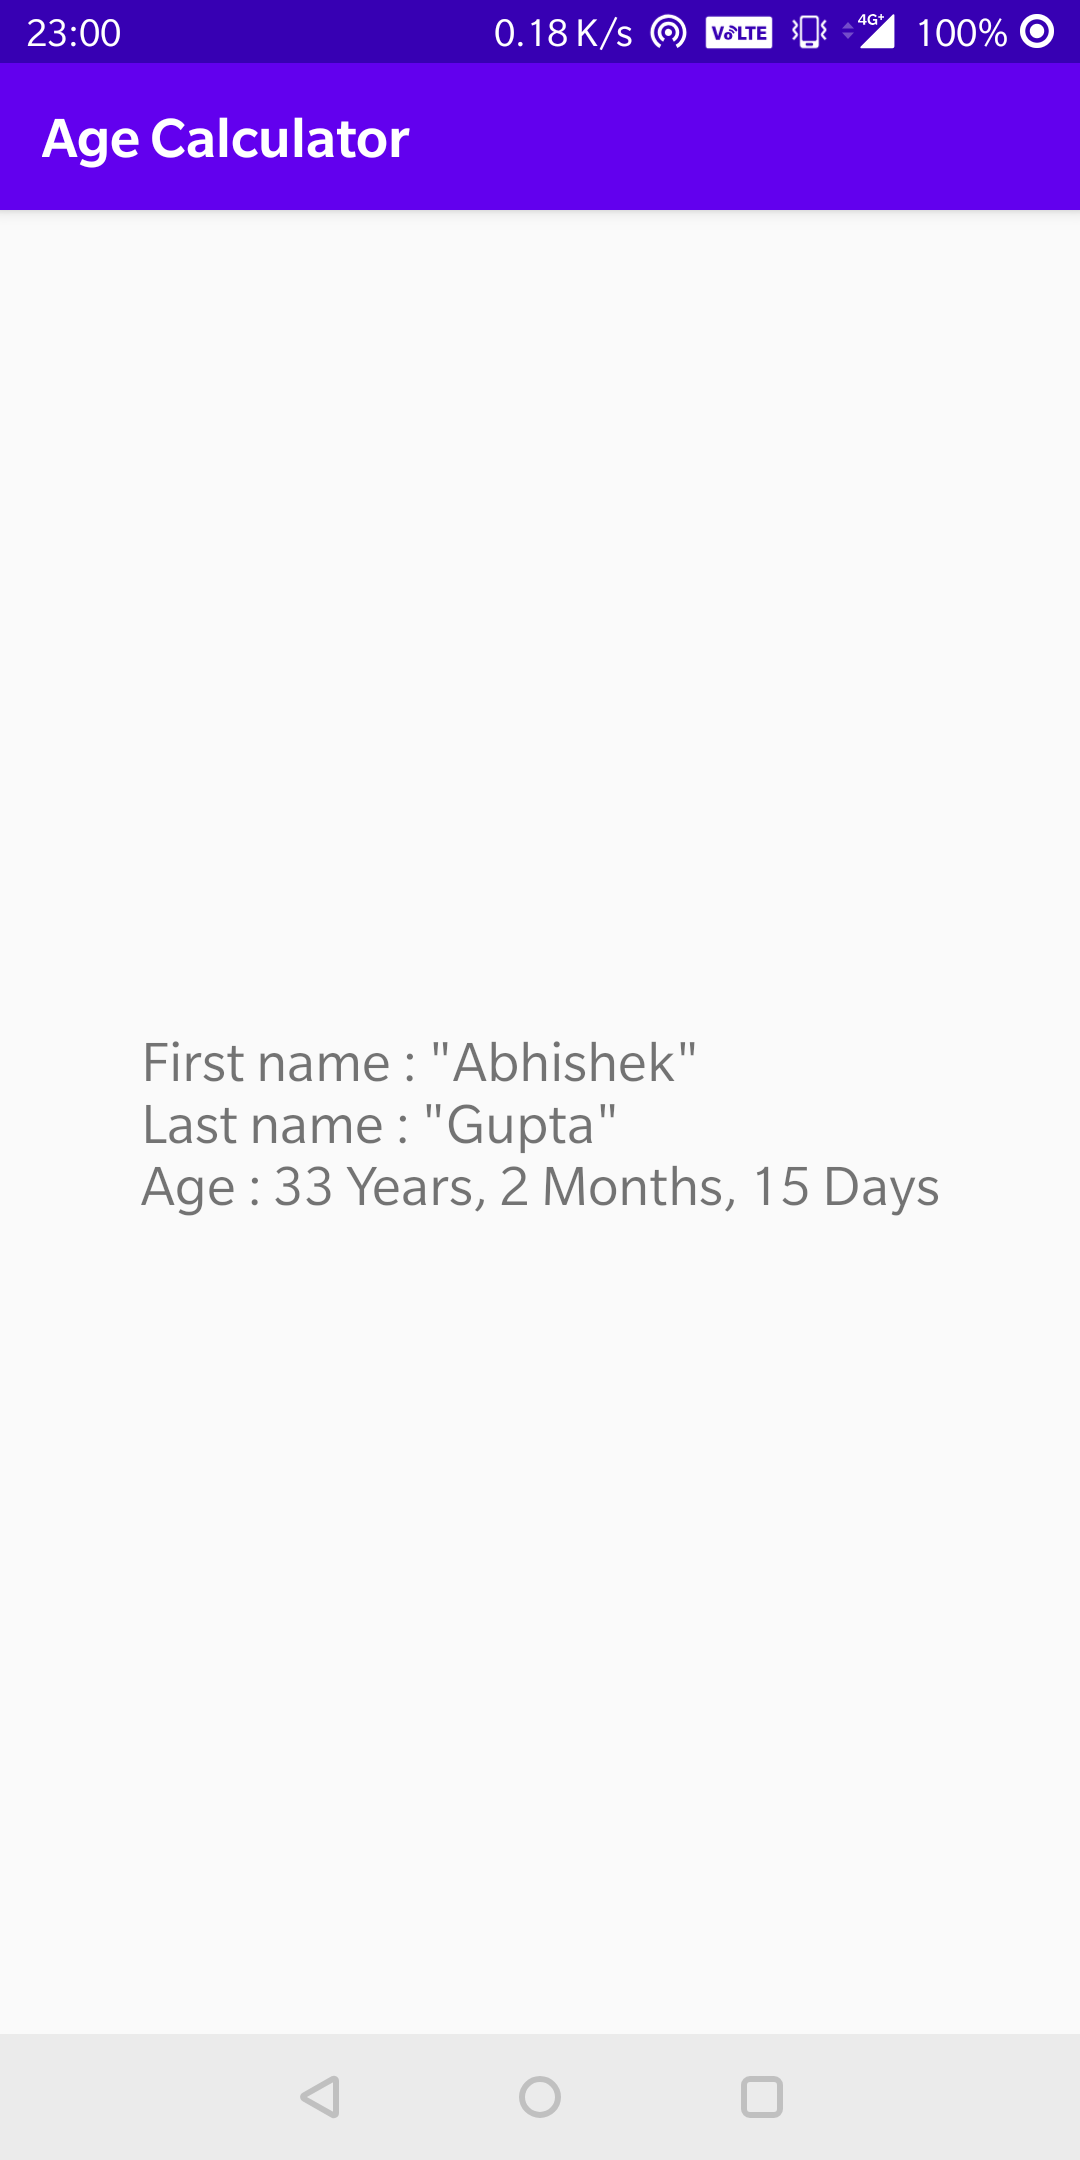 23:00 0.18 K/s VoLTE 4G+ 100%
Age Calculator
First name : "Abhishek"
Last name : "Gupta"
Age : 33 Years, 2 Months, 15 Days